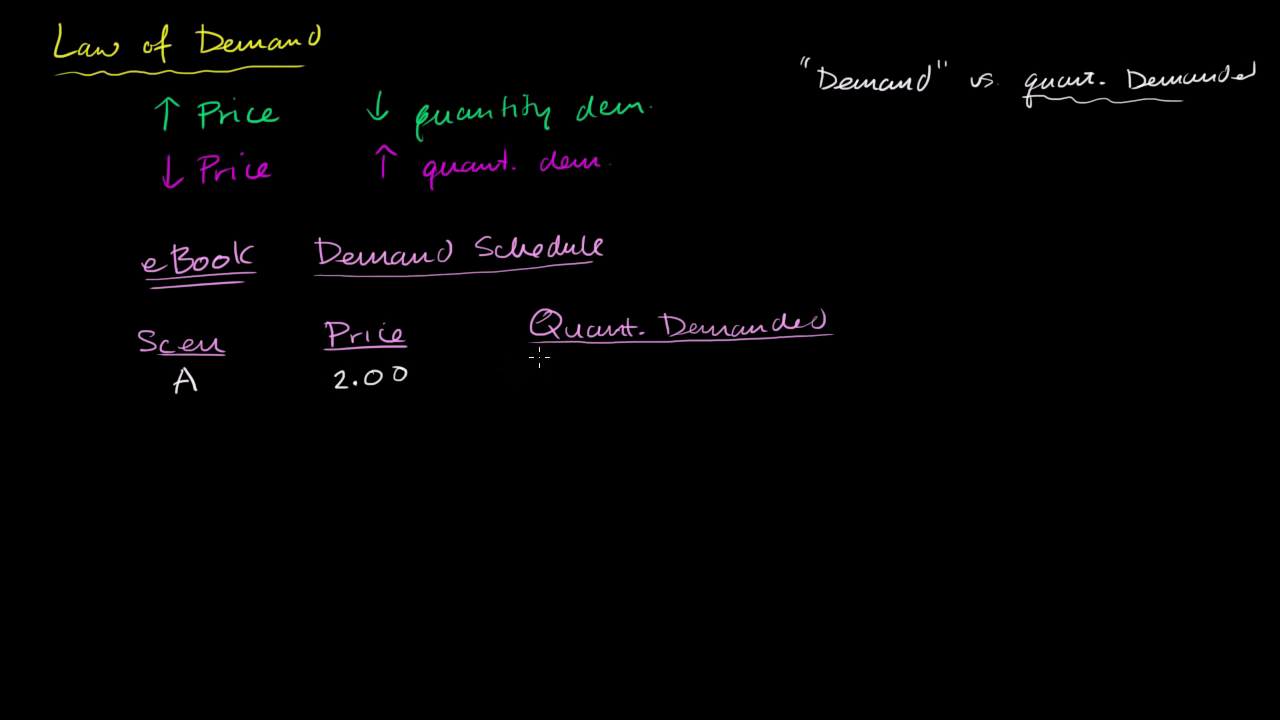 Law of Demand
"Demand" vs. quant. Demanded
↑ Price ↓ quantity dem.
↓ Price ↑ quant. dem.
eBook Demand Schedule
Scen Price Quant. Demanded
A 2.00